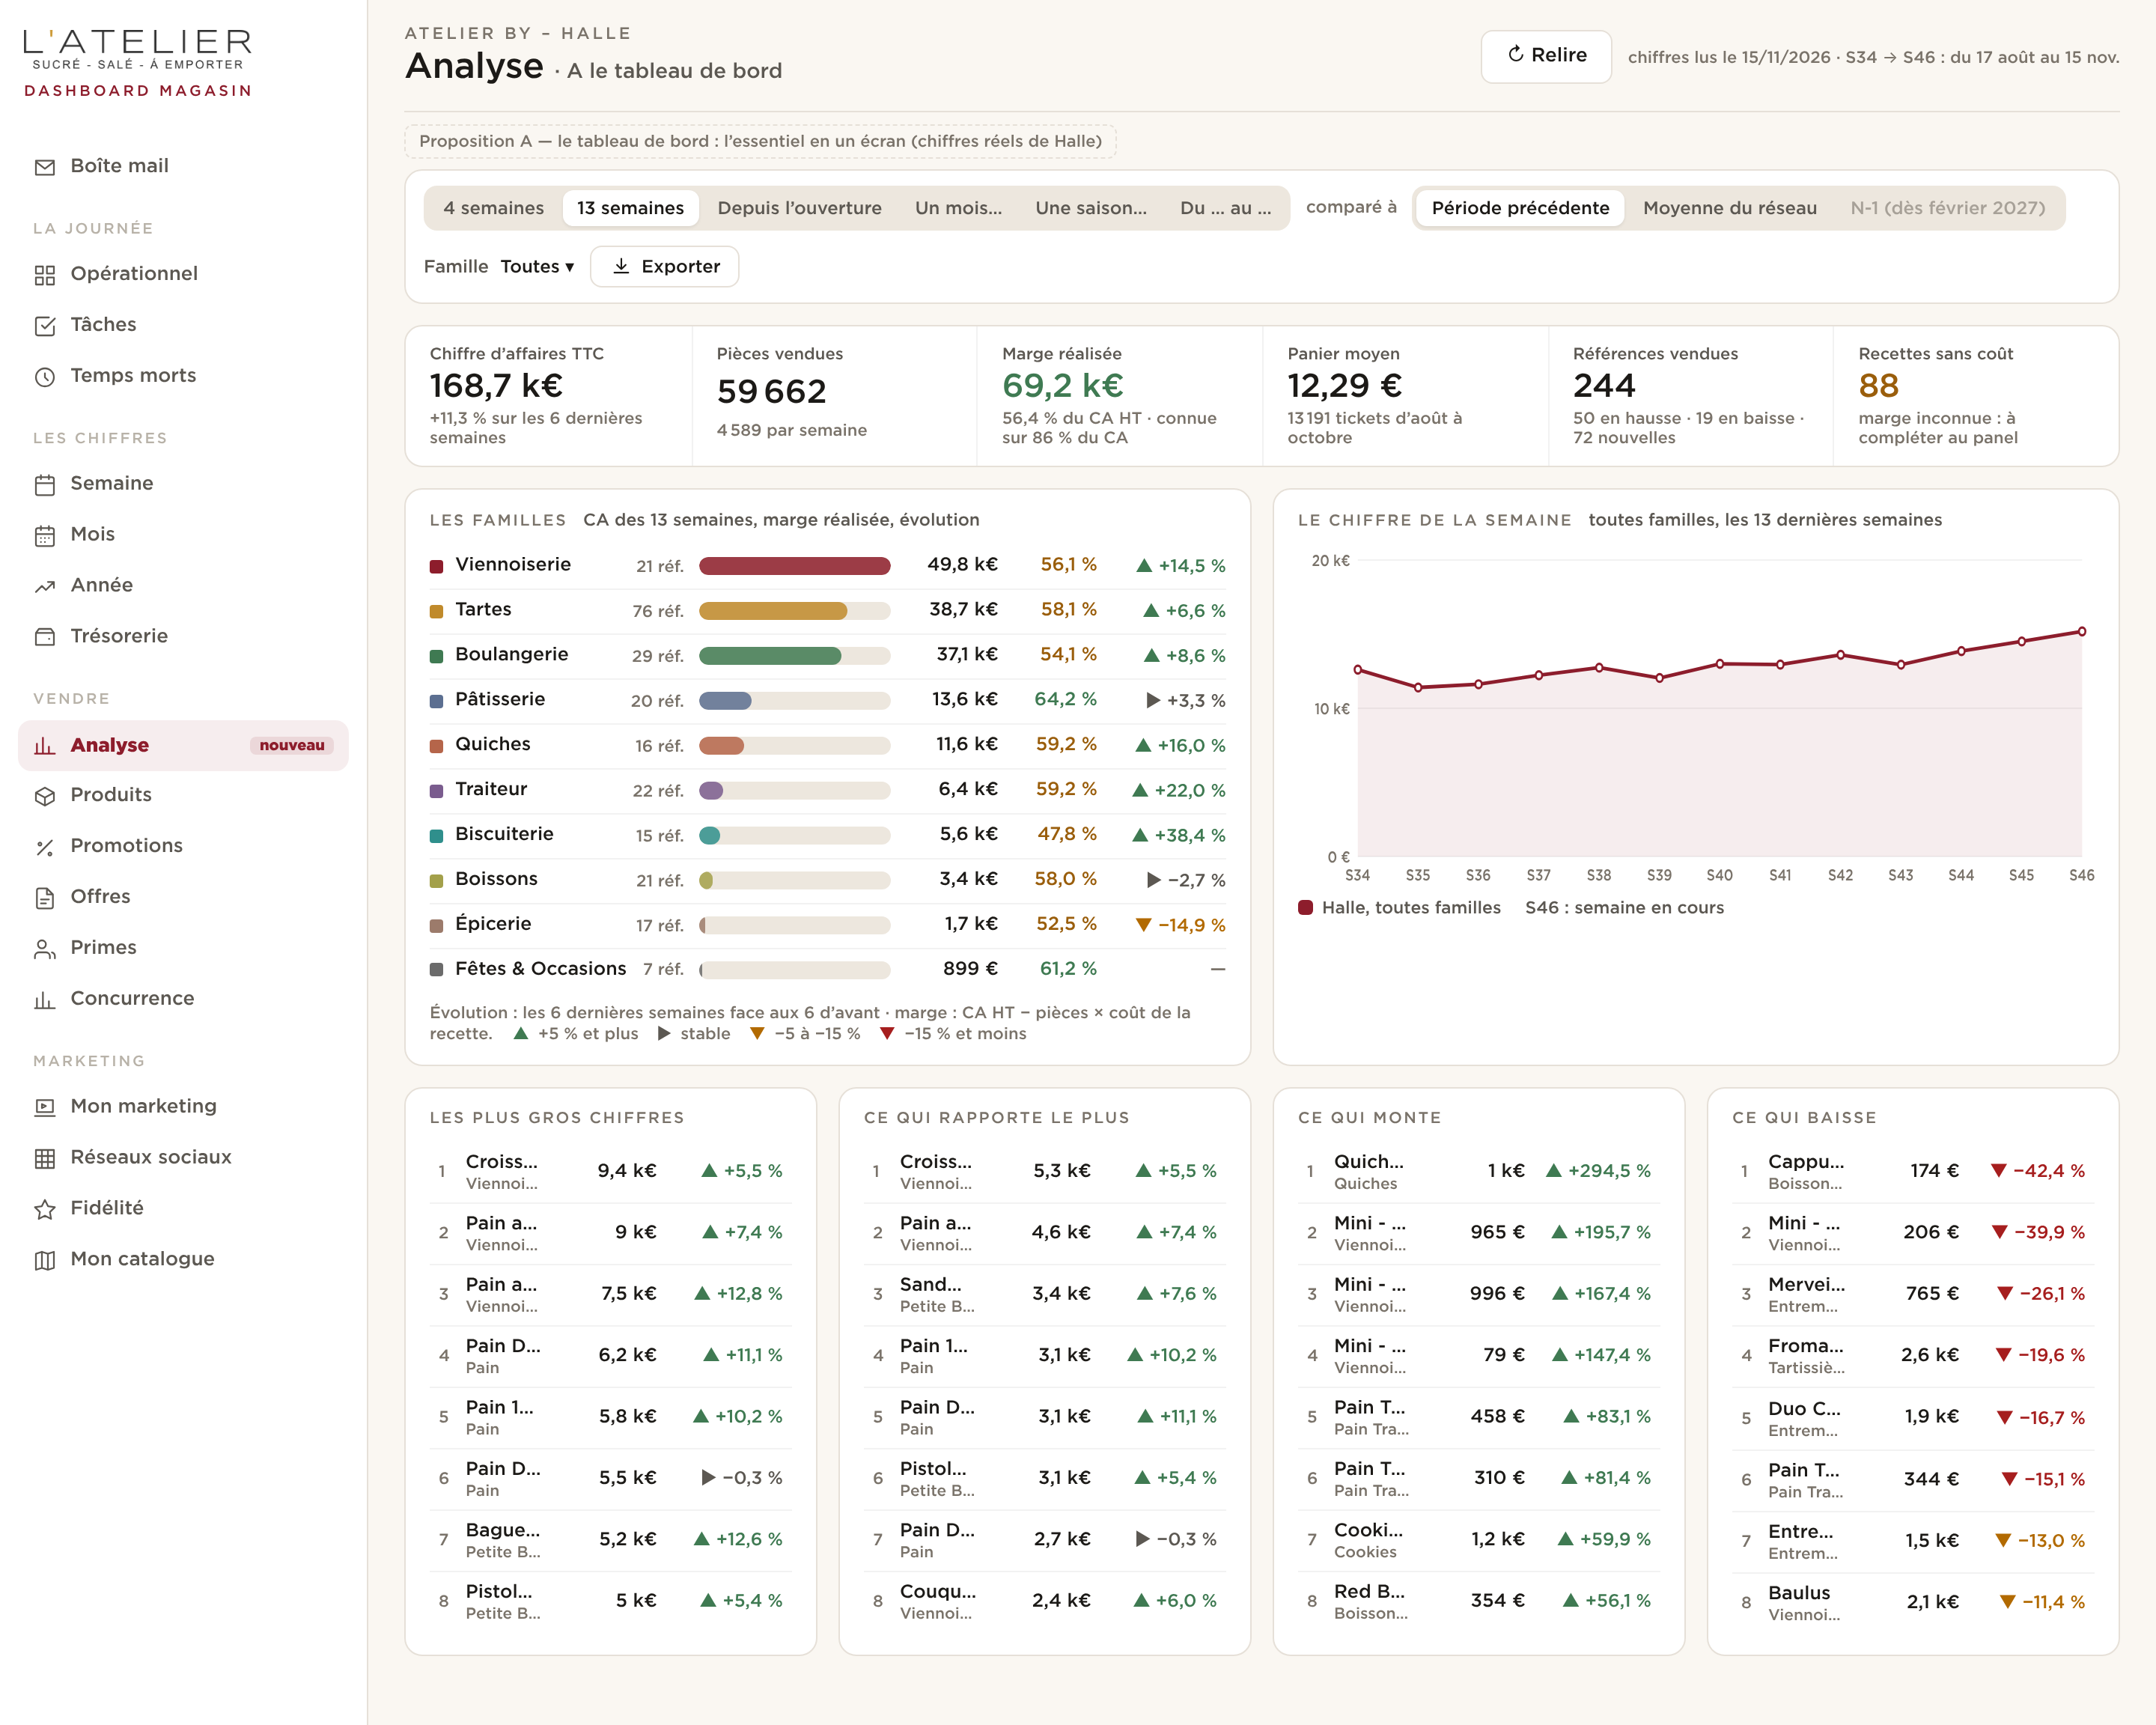 L'ATELIER
SUCRÉ - SALÉ - À EMPORTER
DASHBOARD MAGASIN
Boîte mail
LA JOURNÉE
Opérationnel
Tâches
Temps morts
LES CHIFFRES
Semaine
Mois
Année
Trésorerie
VENDRE
Analyse nouveau
Produits
Promotions
Offres
Primes
Concurrence
MARKETING
Mon marketing
Réseaux sociaux
Fidélité
Mon catalogue
ATELIER BY – HALLE
Analyse · A le tableau de bord
Relire
chiffres lus le 15/11/2026 · S34 → S46 : du 17 août au 15 nov.
Proposition A — le tableau de bord : l’essentiel en un écran (chiffres réels de Halle)
4 semaines 13 semaines Depuis l’ouverture Un mois… Une saison… Du … au … comparé à Période précédente Moyenne du réseau N-1 (dès février 2027)
Famille Toutes ▾ Exporter
Chiffre d’affaires TTC
168,7 k€
+11,3 % sur les 6 dernières
semaines
Pièces vendues
59 662
4 589 par semaine
Marge réalisée
69,2 k€
56,4 % du CA HT · connue
sur 86 % du CA
Panier moyen
12,29 €
13 191 tickets d’août à
octobre
Références vendues
244
50 en hausse · 19 en baisse ·
72 nouvelles
Recettes sans coût
88
marge inconnue : à
compléter au panel
LES FAMILLES CA des 13 semaines, marge réalisée, évolution
Viennoiserie 21 réf. 49,8 k€ 56,1 % ▲ +14,5 %
Tartes 76 réf. 38,7 k€ 58,1 % ▲ +6,6 %
Boulangerie 29 réf. 37,1 k€ 54,1 % ▲ +8,6 %
Pâtisserie 20 réf. 13,6 k€ 64,2 % ▶ +3,3 %
Quiches 16 réf. 11,6 k€ 59,2 % ▲ +16,0 %
Traiteur 22 réf. 6,4 k€ 59,2 % ▲ +22,0 %
Biscuiterie 15 réf. 5,6 k€ 47,8 % ▲ +38,4 %
Boissons 21 réf. 3,4 k€ 58,0 % ▶ −2,7 %
Épicerie 17 réf. 1,7 k€ 52,5 % ▼ −14,9 %
Fêtes & Occasions 7 réf. 899 € 61,2 % —
Évolution : les 6 dernières semaines face aux 6 d’avant · marge : CA HT − pièces × coût de la
recette. ▲ +5 % et plus ▶ stable ▼ −5 à −15 % ▼ −15 % et moins
LE CHIFFRE DE LA SEMAINE toutes familles, les 13 dernières semaines
20 k€
10 k€
0 €
S34 S35 S36 S37 S38 S39 S40 S41 S42 S43 S44 S45 S46
Halle, toutes familles S46 : semaine en cours
LES PLUS GROS CHIFFRES
1 Croiss… 9,4 k€ ▲ +5,5 %
Viennoi…
2 Pain a… 9 k€ ▲ +7,4 %
Viennoi…
3 Pain a… 7,5 k€ ▲ +12,8 %
Viennoi…
4 Pain D… 6,2 k€ ▲ +11,1 %
Pain
5 Pain 1… 5,8 k€ ▲ +10,2 %
Pain
6 Pain D… 5,5 k€ ▶ −0,3 %
Pain
7 Bague… 5,2 k€ ▲ +12,6 %
Petite B…
8 Pistol… 5 k€ ▲ +5,4 %
Petite B…
CE QUI RAPPORTE LE PLUS
1 Croiss… 5,3 k€ ▲ +5,5 %
Viennoi…
2 Pain a… 4,6 k€ ▲ +7,4 %
Viennoi…
3 Sand… 3,4 k€ ▲ +7,6 %
Petite B…
4 Pain 1… 3,1 k€ ▲ +10,2 %
Pain
5 Pain D… 3,1 k€ ▲ +11,1 %
Pain
6 Pistol… 3,1 k€ ▲ +5,4 %
Petite B…
7 Pain D… 2,7 k€ ▶ −0,3 %
Pain
8 Couqu… 2,4 k€ ▲ +6,0 %
Viennoi…
CE QUI MONTE
1 Quich… 1 k€ ▲ +294,5 %
Quiches
2 Mini - … 965 € ▲ +195,7 %
Viennoi…
3 Mini - … 996 € ▲ +167,4 %
Viennoi…
4 Mini - … 79 € ▲ +147,4 %
Viennoi…
5 Pain T… 458 € ▲ +83,1 %
Pain Tra…
6 Pain T… 310 € ▲ +81,4 %
Pain Tra…
7 Cooki… 1,2 k€ ▲ +59,9 %
Cookies
8 Red B… 354 € ▲ +56,1 %
Boisson…
CE QUI BAISSE
1 Cappu… 174 € ▼ −42,4 %
Boisson…
2 Mini - … 206 € ▼ −39,9 %
Viennoi…
3 Mervei… 765 € ▼ −26,1 %
Entrem…
4 Froma… 2,6 k€ ▼ −19,6 %
Tartissiè…
5 Duo C… 1,9 k€ ▼ −16,7 %
Entrem…
6 Pain T… 344 € ▼ −15,1 %
Pain Tra…
7 Entre… 1,5 k€ ▼ −13,0 %
Entrem…
8 Baulus 2,1 k€ ▼ −11,4 %
Viennoi…